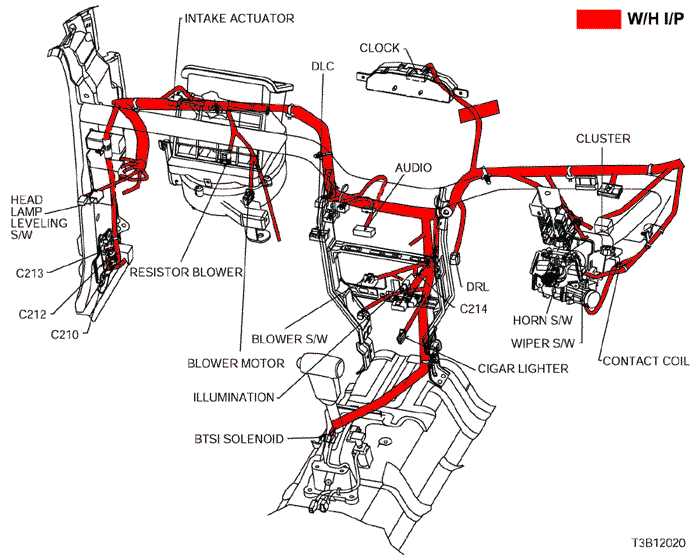 W/H I/P
INTAKE ACTUATOR
CLOCK
DLC
CLUSTER
AUDIO
HEAD
LAMP
LEVELING
S/W
C213
RESISTOR BLOWER
DRL
C212
C214
HORN S/W
C210
BLOWER S/W
WIPER S/W
BLOWER MOTOR
CONTACT COIL
CIGAR LIGHTER
ILLUMINATION
BTSI SOLENOID
T3B12020